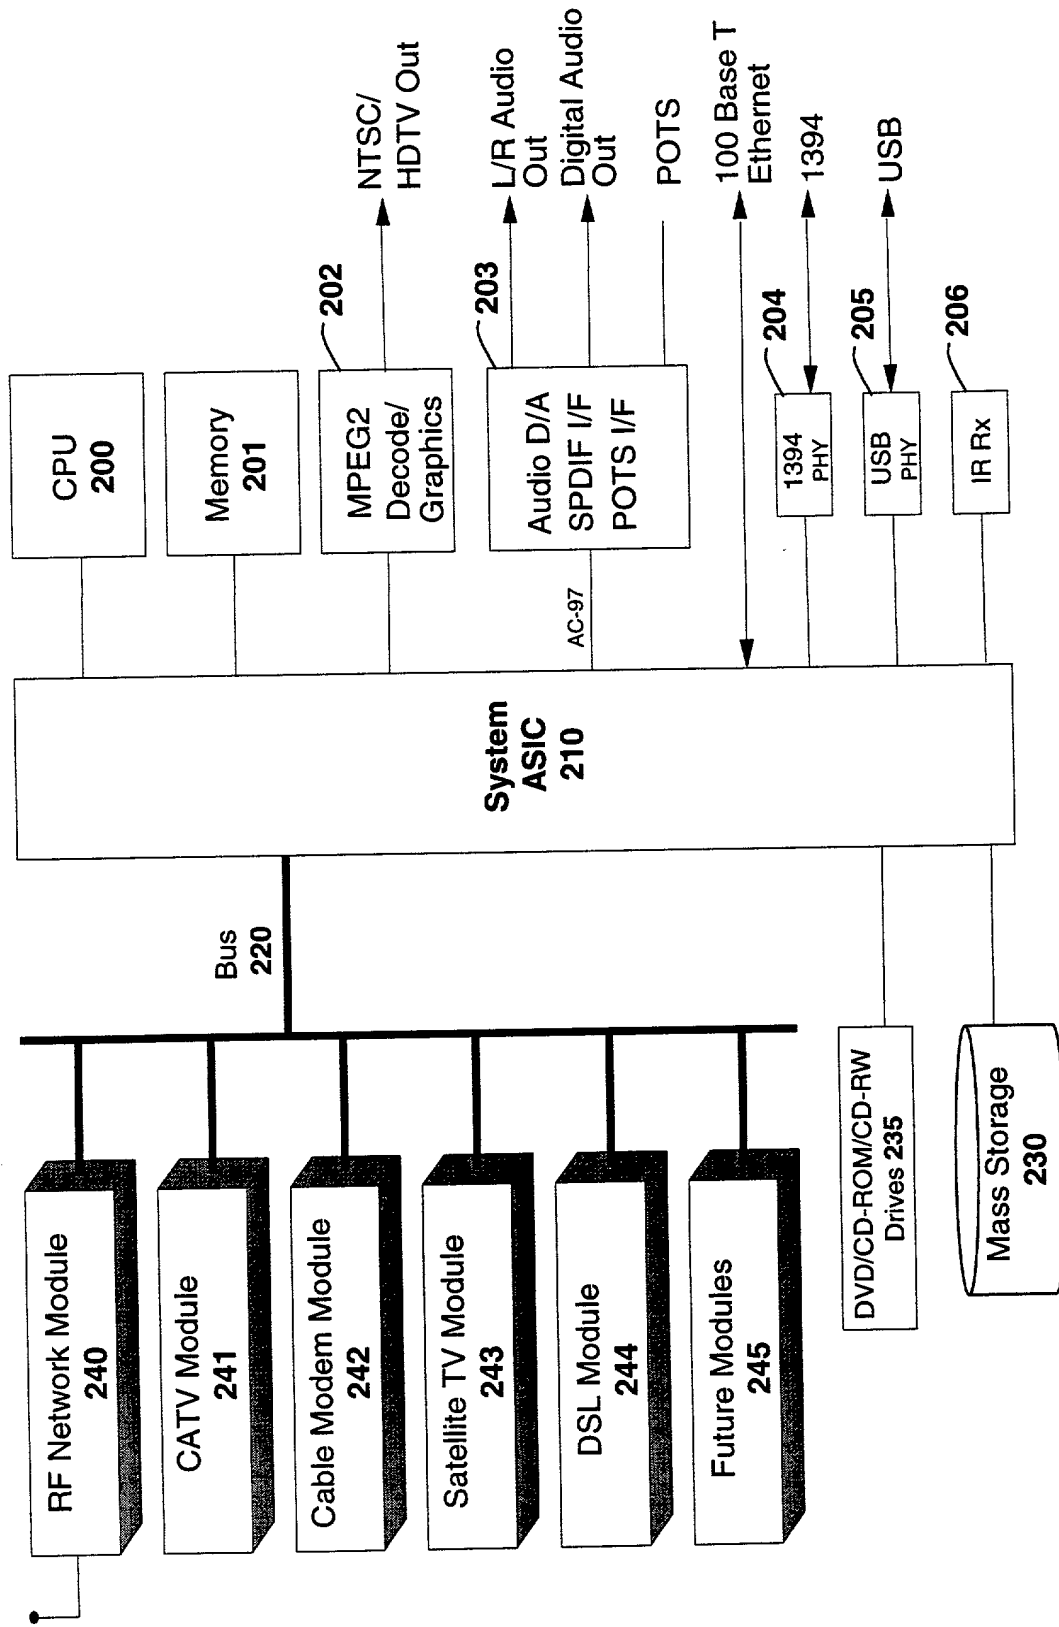 RF Network Module
240
CATV Module
241
Cable Modem Module
242
Satellite TV Module
243
DSL Module
244
Future Modules
245
DVD/CD-ROM/CD-RW
Drives 235
Mass Storage
230
Bus
220
System
ASIC
210
CPU
200
Memory
201
MPEG2
Decode/
Graphics
202
NTSC/
HDTV Out
AC-97
Audio D/A
SPDIF I/F
POTS I/F
203
L/R Audio
Out
Digital Audio
Out
POTS
100 Base T
Ethernet
1394
PHY
204
1394
USB
PHY
205
USB
IR Rx
206